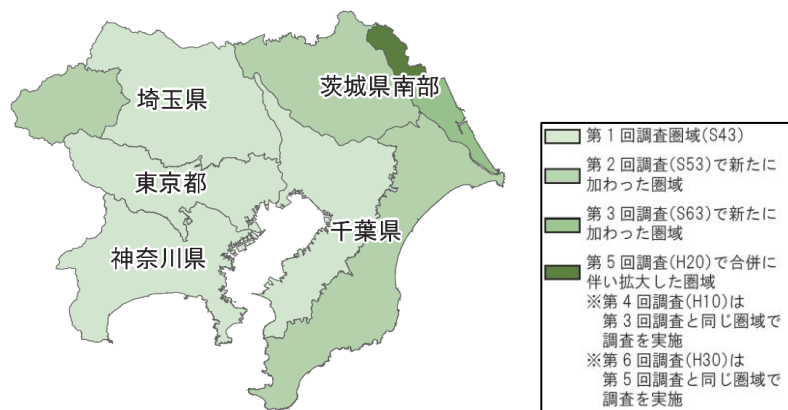 埼玉県
茨城県南部
東京都
千葉県
神奈川県
第1回調査圏域(S43)
第2回調査(S53)で新たに
加わった圏域
第3回調査(S63)で新たに
加わった圏域
第5回調査(H20)で合併に
伴い拡大した圏域
※第4回調査(H10)は
第3回調査と同じ圏域で
調査を実施
※第6回調査(H30)は
第5回調査と同じ圏域で
調査を実施